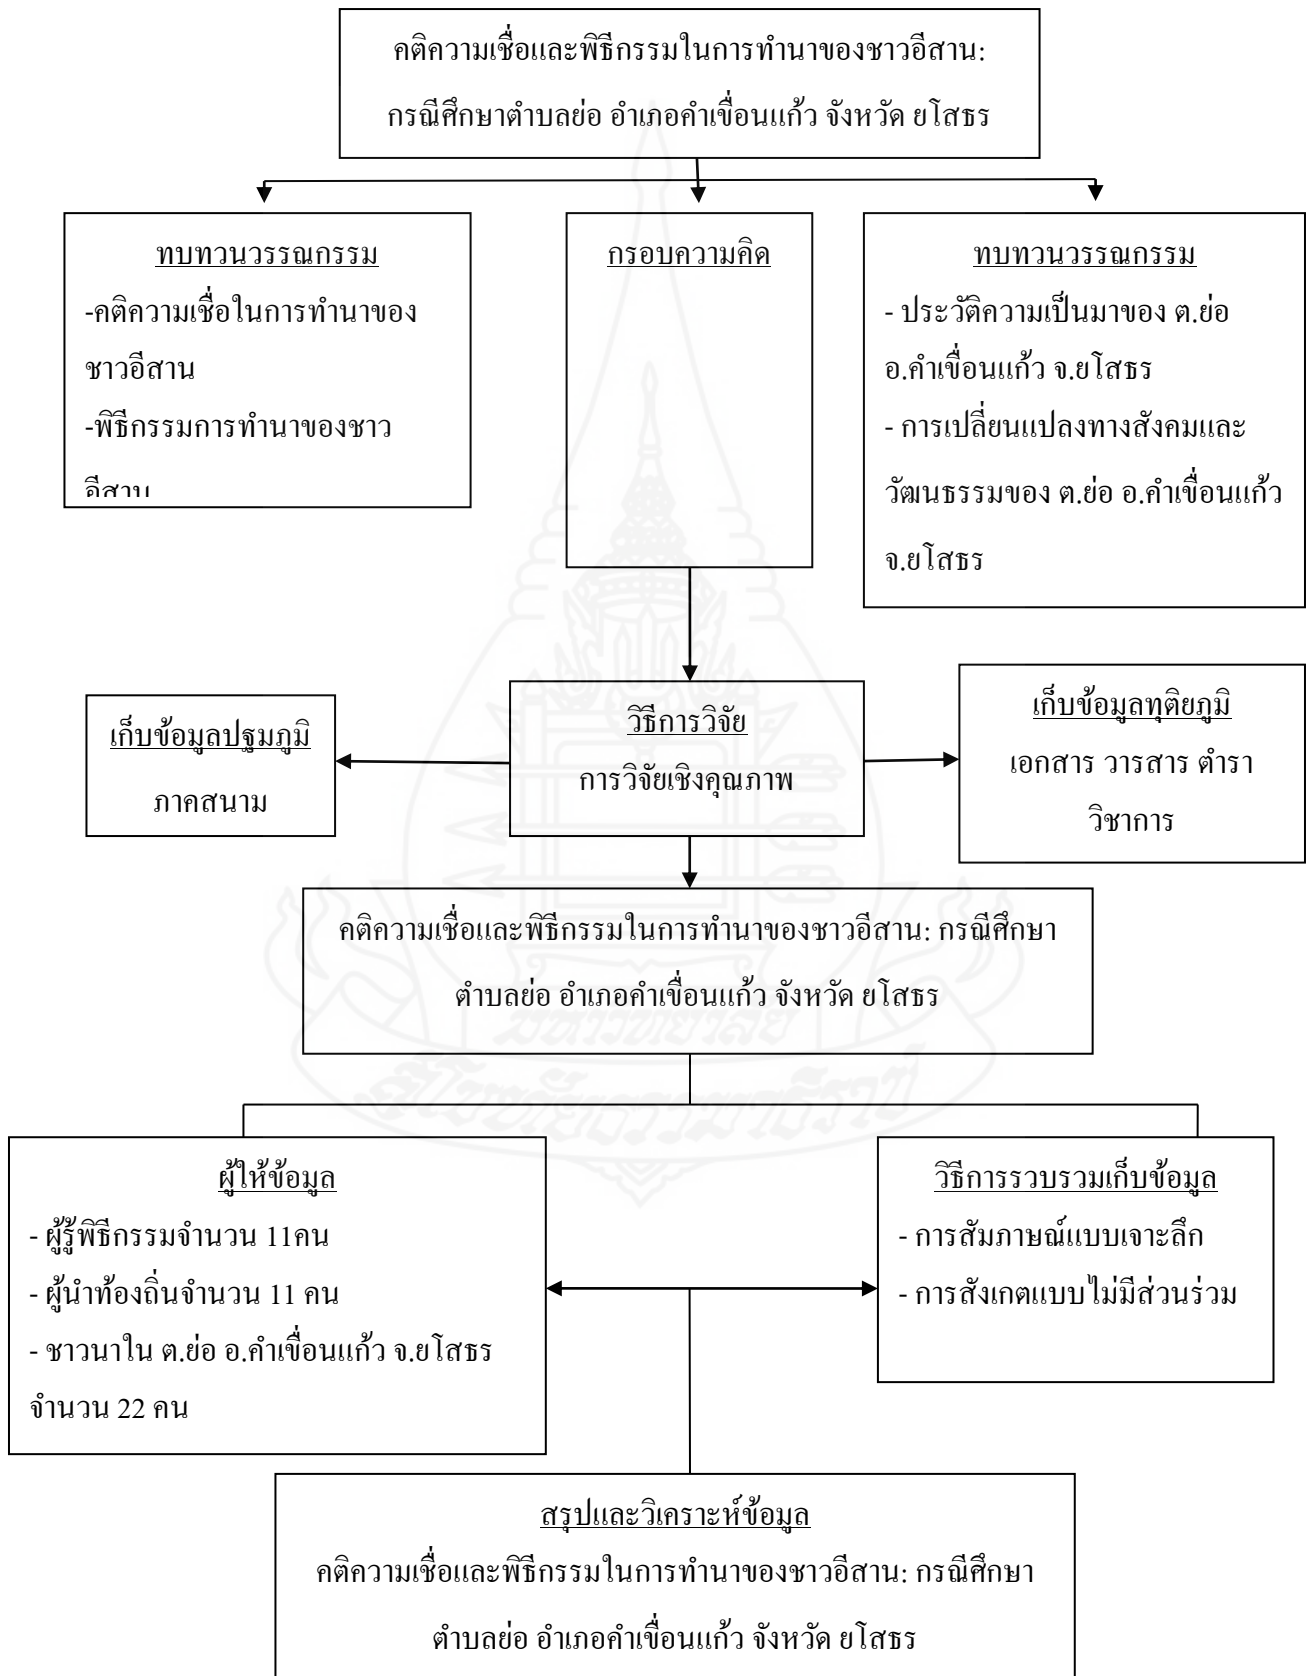 คติความเชื่อและพิธีกรรมในการทำนาของชาวอีสาน:
กรณีศึกษาตำบลย่อ อำเภอคำเขื่อนแก้ว จังหวัด ยโสธร
ทบทวนวรรณกรรม
-คติความเชื่อในการทำนาของ
ชาวอีสาน
-พิธีกรรมการทำนาของชาว
อีสาน
กรอบความคิด
ทบทวนวรรณกรรม
- ประวัติความเป็นมาของ ต.ย่อ
อ.คำเขื่อนแก้ว จ.ยโสธร
- การเปลี่ยนแปลงทางสังคมและ
วัฒนธรรมของ ต.ย่อ อ.คำเขื่อนแก้ว
จ.ยโสธร
เก็บข้อมูลปฐมภูมิ
ภาคสนาม
วิธีการวิจัย
การวิจัยเชิงคุณภาพ
เก็บข้อมูลทุติยภูมิ
เอกสาร วารสาร ตำรา
วิชาการ
คติความเชื่อและพิธีกรรมในการทำนาของชาวอีสาน: กรณีศึกษา
ตำบลย่อ อำเภอคำเขื่อนแก้ว จังหวัด ยโสธร
มหาวิทยาลัย
สุโขทัยธรรมาธิราช
ผู้ให้ข้อมูล
- ผู้รู้พิธีกรรมจำนวน 11คน
- ผู้นำท้องถิ่นจำนวน 11 คน
- ชาวนาใน ต.ย่อ อ.คำเขื่อนแก้ว จ.ยโสธร
จำนวน 22 คน
วิธีการรวบรวมเก็บข้อมูล
- การสัมภาษณ์แบบเจาะลึก
- การสังเกตแบบไม่มีส่วนร่วม
สรุปและวิเคราะห์ข้อมูล
คติความเชื่อและพิธีกรรมในการทำนาของชาวอีสาน: กรณีศึกษา
ตำบลย่อ อำเภอคำเขื่อนแก้ว จังหวัด ยโสธร